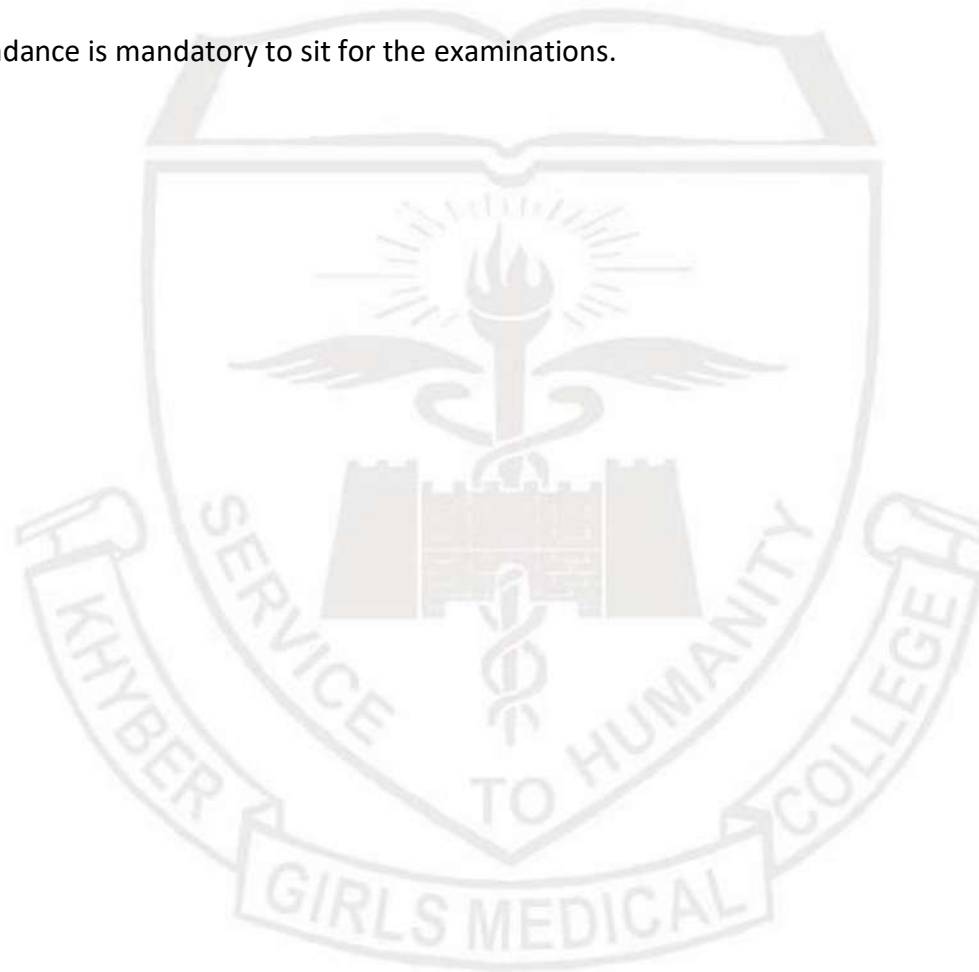 ndance is mandatory to sit for the examinations.
SERVICE
TO HUMANITY
KHYBER
GIRLS MEDICAL
COLLEGE